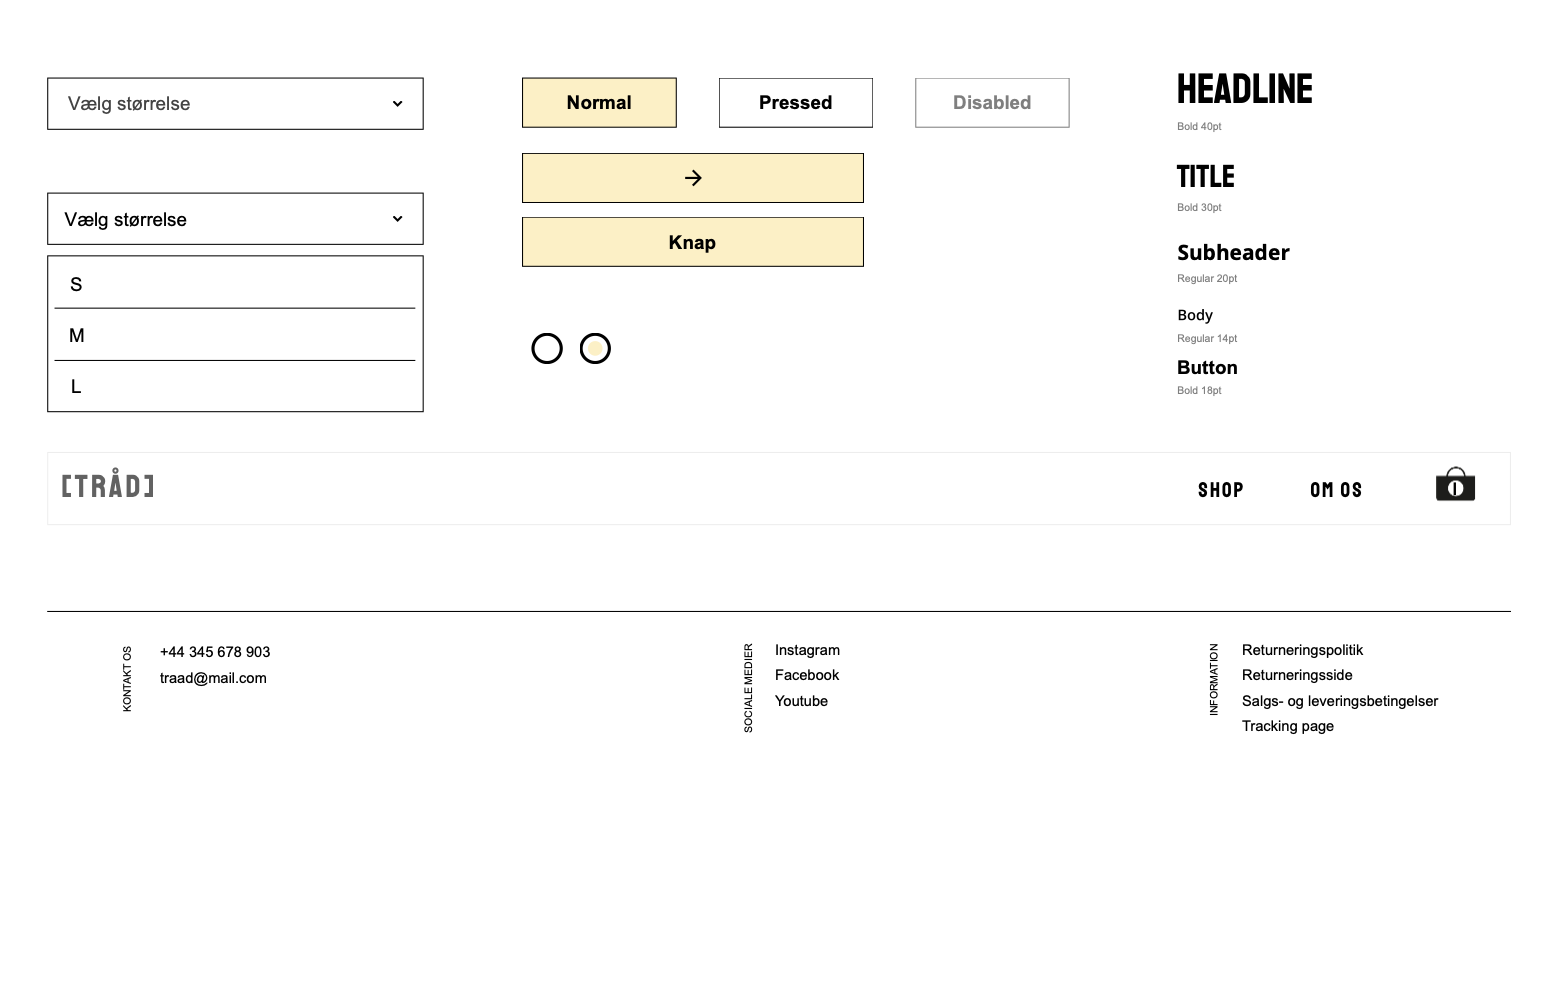 Vælg størrelse
Vælg størrelse
S
M
L
Normal
Pressed
Disabled
Knap
HEADLINE
Bold 40pt
TITLE
Bold 30pt
Subheader
Regular 20pt
Body
Regular 14pt
Button
Bold 18pt
[TRÅD]
SHOP
OM OS
0
KONTAKT OS
+44 345 678 903
traad@mail.com
SOCIALE MEDIER
Instagram
Facebook
Youtube
INFORMATION
Returneringspolitik
Returneringsside
Salgs- og leveringsbetingelser
Tracking page